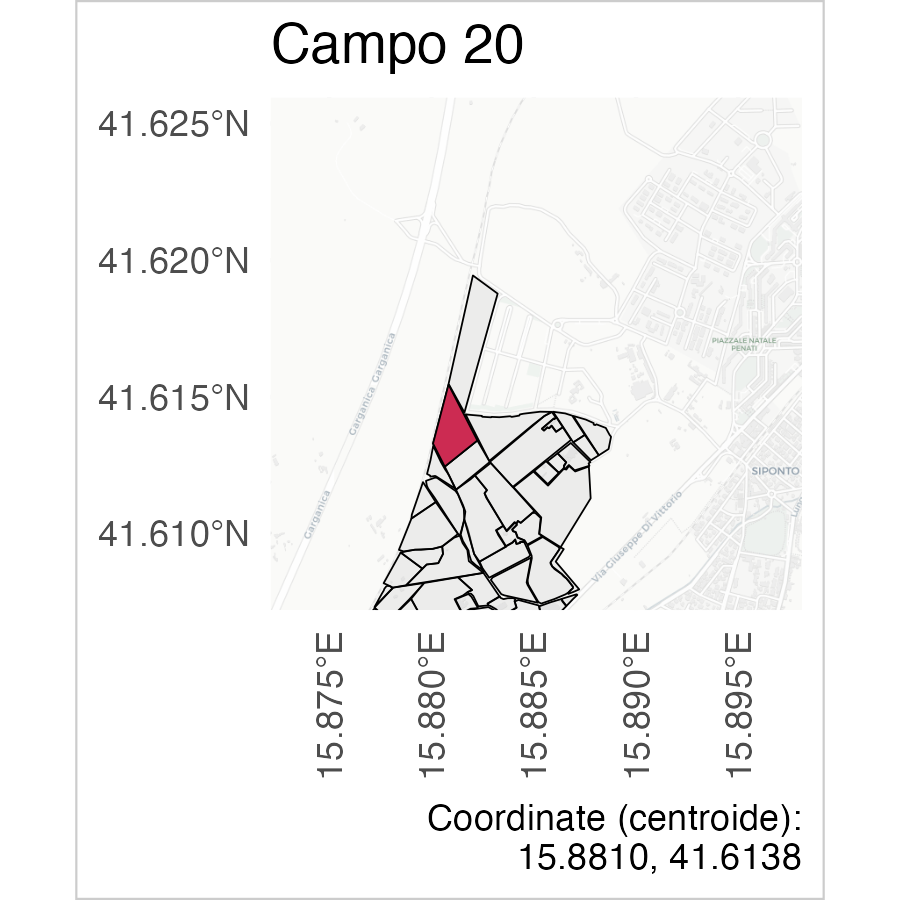 Campo 20
41.625°N
41.620°N
41.615°N
41.610°N
Garganica
Garganica
Garganica
PIAZZALE NATALE
PENATI
SIPONTO
Via Giuseppe Di Vittorio
15.875°E
15.880°E
15.885°E
15.890°E
15.895°E
Coordinate (centroide):
15.8810, 41.6138